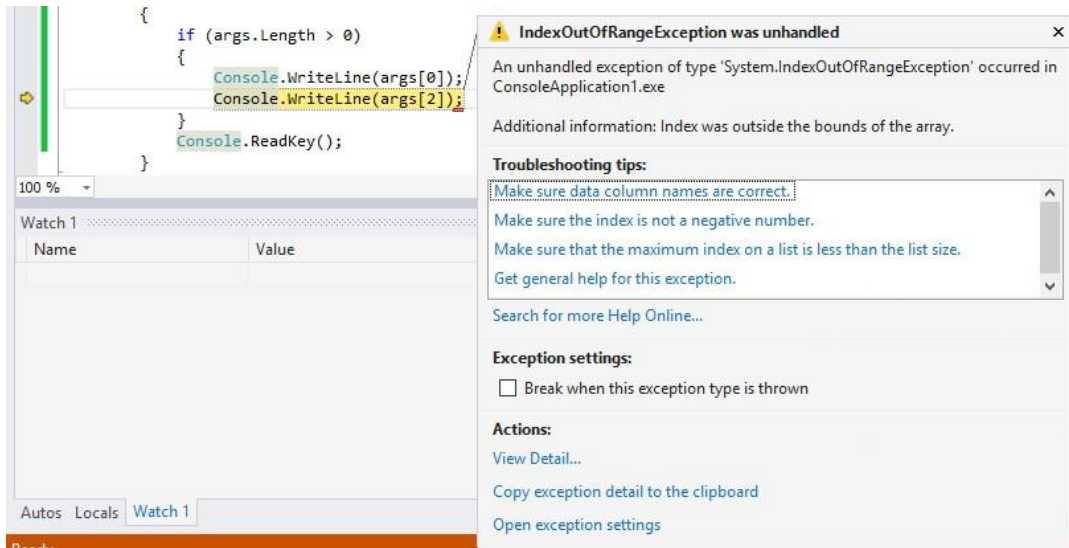 {
if (args.Length > 0)
{
Console.WriteLine(args[0]);
Console.WriteLine(args[2]);
}
Console.ReadKey();
}
100 %
Watch 1
Name Value
Autos Locals Watch 1
Ready
IndexOutOfRangeException was unhandled
An unhandled exception of type 'System.IndexOutOfRangeException' occurred in
ConsoleApplication1.exe
Additional information: Index was outside the bounds of the array.
Troubleshooting tips:
Make sure data column names are correct.
Make sure the index is not a negative number.
Make sure that the maximum index on a list is less than the list size.
Get general help for this exception.
Search for more Help Online...
Exception settings:
Break when this exception type is thrown
Actions:
View Detail...
Copy exception detail to the clipboard
Open exception settings